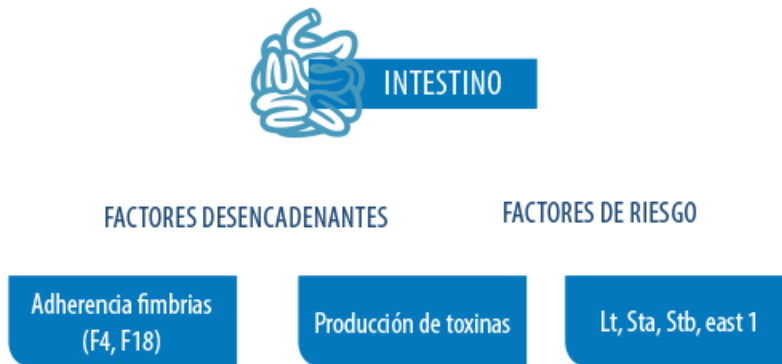 INTESTINO
FACTORES DESENCADENANTES
FACTORES DE RIESGO
Adherencia fimbrias
(F4, F18)
Producción de toxinas
Lt, Sta, Stb, east 1